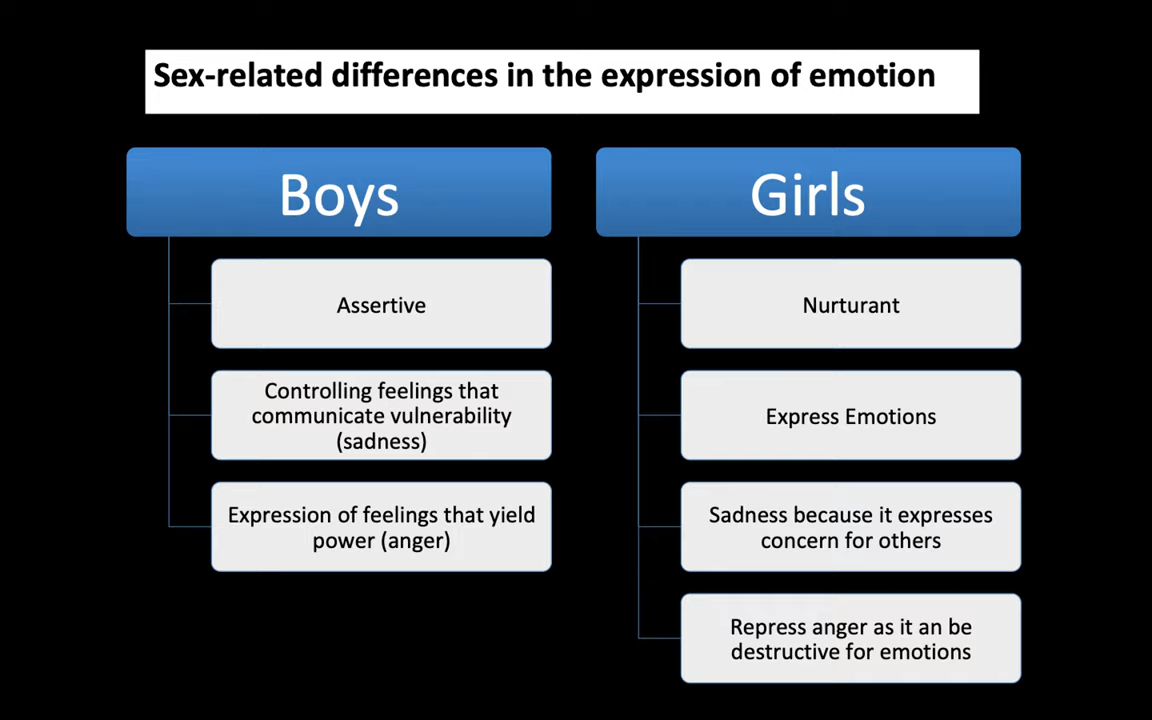 Sex-related differences in the expression of emotion
Boys
Assertive
Controlling feelings that
communicate vulnerability
(sadness)
Expression of feelings that yield
power (anger)
Girls
Nurturant
Express Emotions
Sadness because it expresses
concern for others
Repress anger as it an be
destructive for emotions